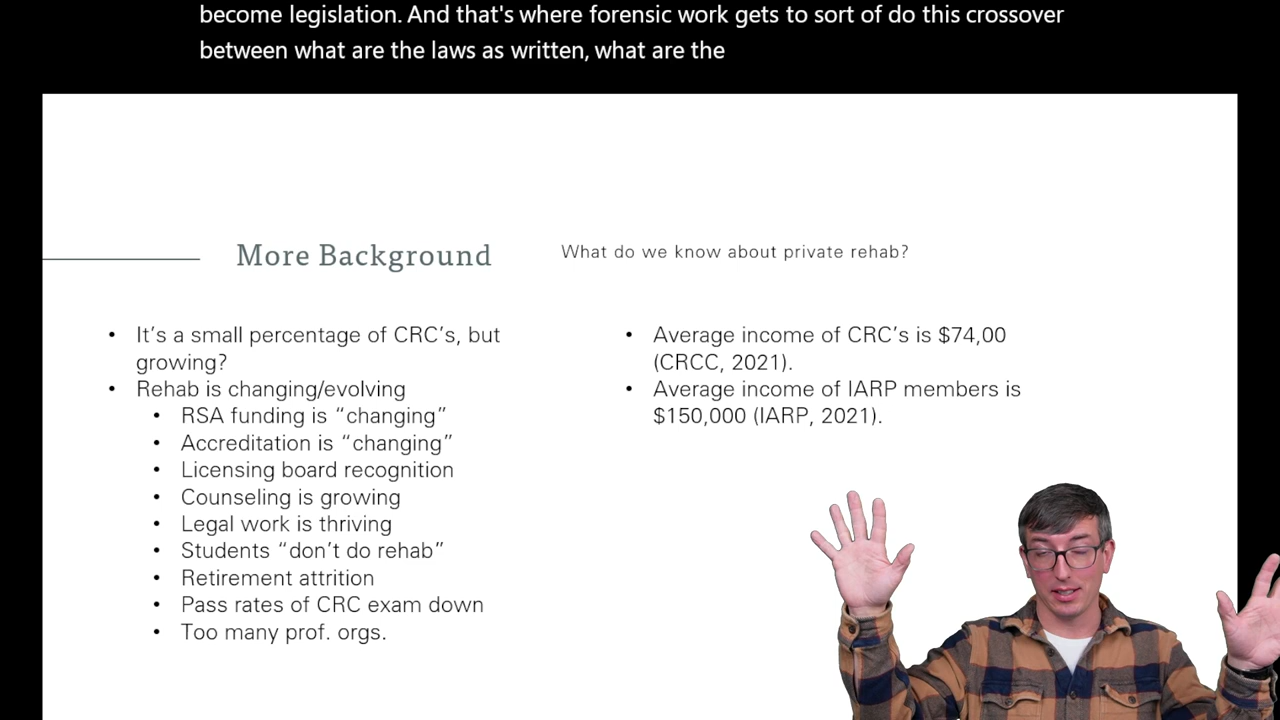 become legislation. And that's where forensic work gets to sort of do this crossover
between what are the laws as written, what are the
More Background
What do we know about private rehab?
• It’s a small percentage of CRC’s, but
growing?
• Rehab is changing/evolving
• RSA funding is “changing”
• Accreditation is “changing”
• Licensing board recognition
• Counseling is growing
• Legal work is thriving
• Students “don’t do rehab”
• Retirement attrition
• Pass rates of CRC exam down
• Too many prof. orgs.
• Average income of CRC’s is $74,00
(CRCC, 2021).
• Average income of IARP members is
$150,000 (IARP, 2021).